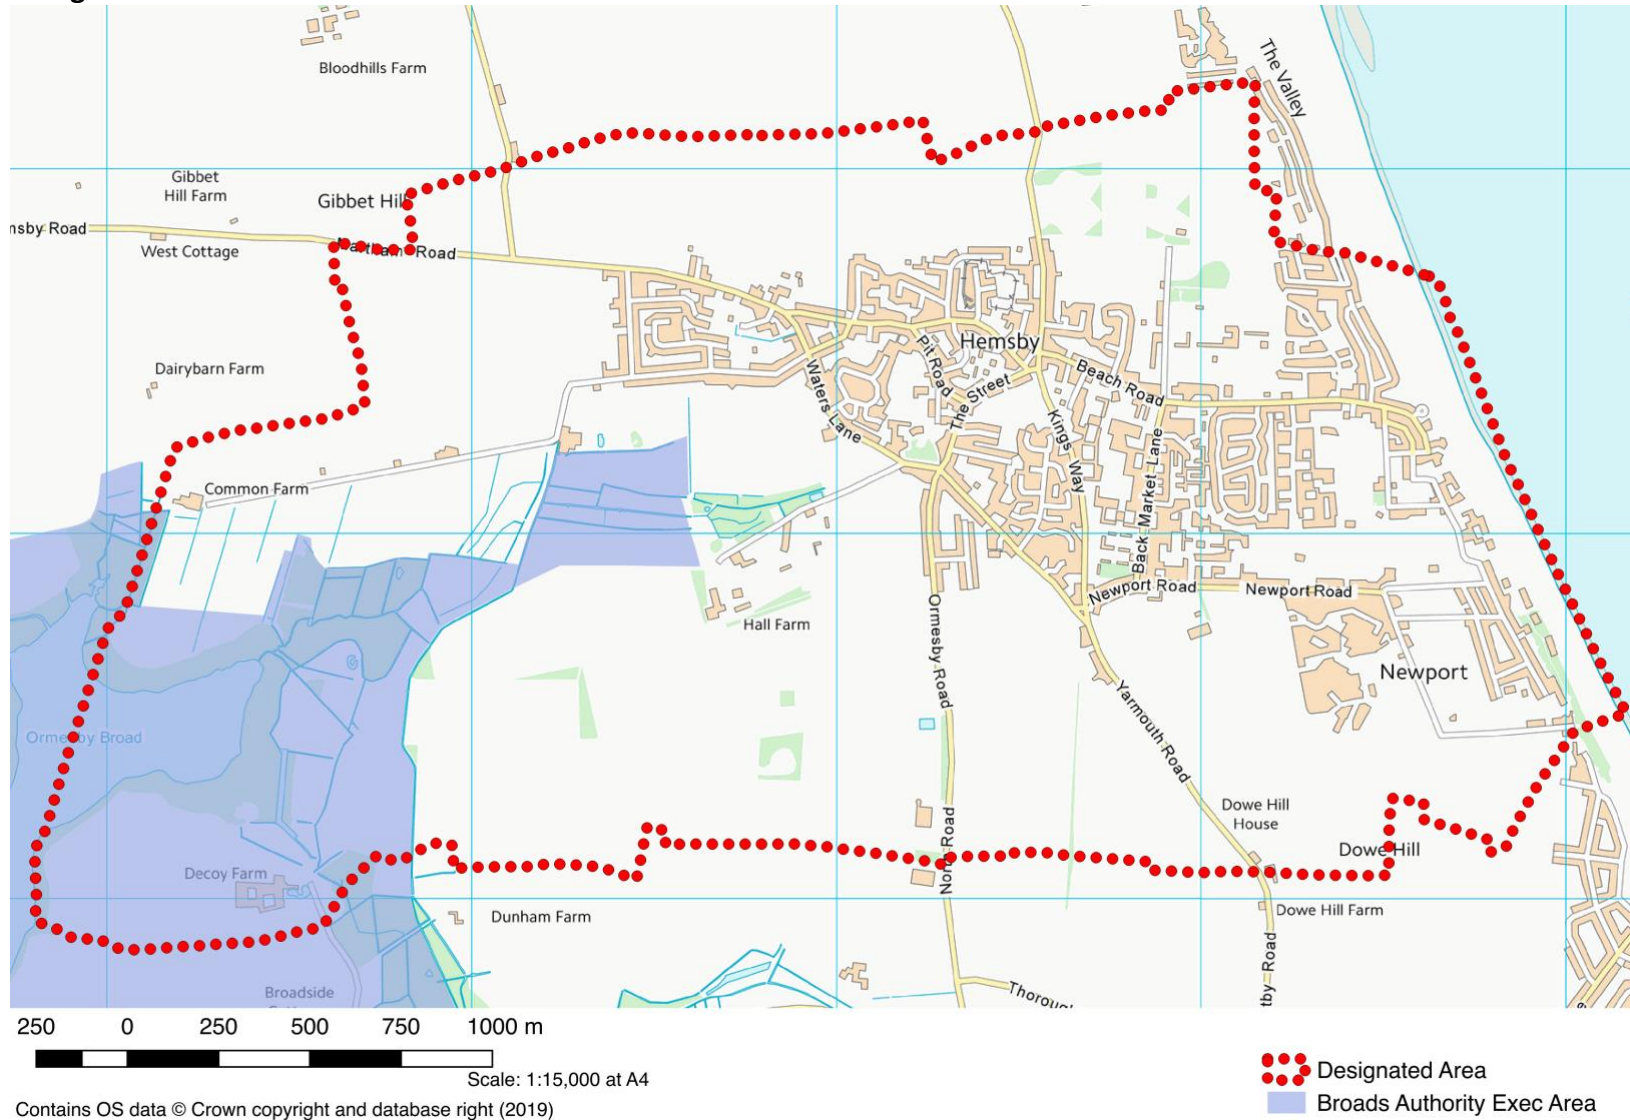 Bloodhills Farm
The Valley
Gibbet
Hill Farm
Gibbet Hill
nsby Road
West Cottage
Martham Road
Hemsby
Pit Road
The Street
Beach Road
Dairybarn Farm
Waters Lane
Kings Way
Back Market Lane
Common Farm
Newport Road
Newport Road
Hall Farm
Ormesby Road
Newport
Yarmouth Road
Ormesby Broad
Dowe Hill
House
North Road
Dowe Hill
Decoy Farm
Dunham Farm
Dowe Hill Farm
tby Road
Broadside
Thoroug
250 0 250 500 750 1000 m
Scale: 1:15,000 at A4
Designated Area
Broads Authority Exec Area
Contains OS data © Crown copyright and database right (2019)